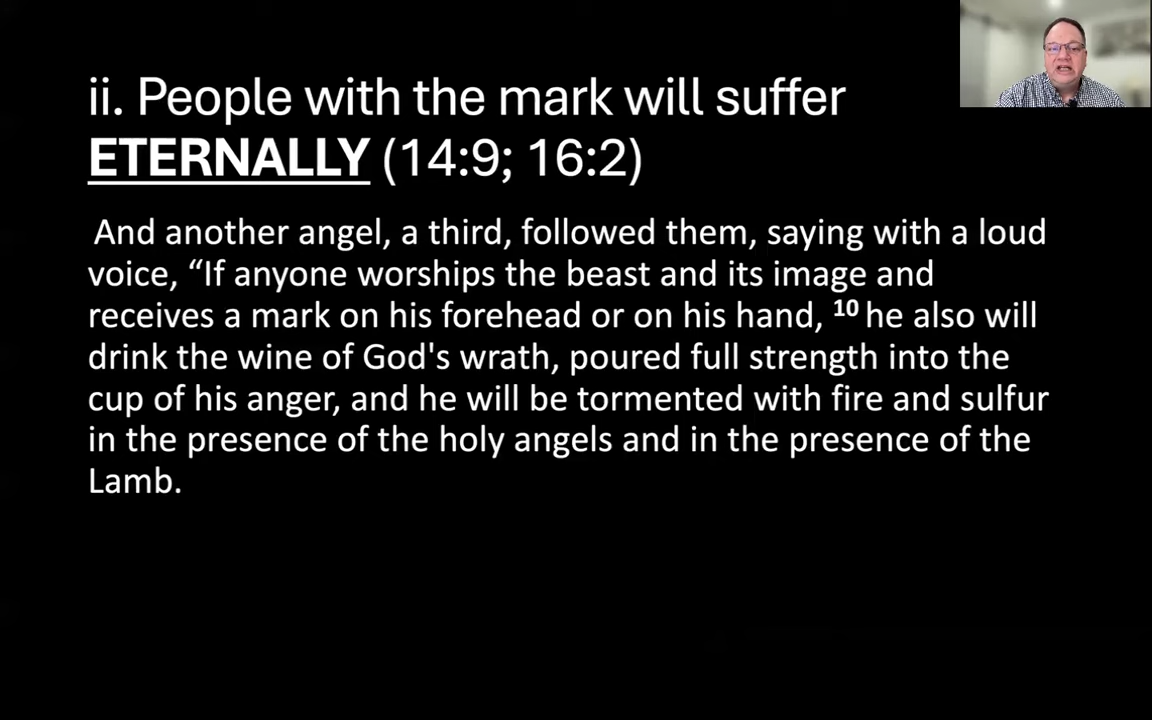 ii. People with the mark will suffer
ETERNALLY (14:9; 16:2)
And another angel, a third, followed them, saying with a loud
voice, “If anyone worships the beast and its image and
receives a mark on his forehead or on his hand, 10 he also will
drink the wine of God's wrath, poured full strength into the
cup of his anger, and he will be tormented with fire and sulfur
in the presence of the holy angels and in the presence of the
Lamb.